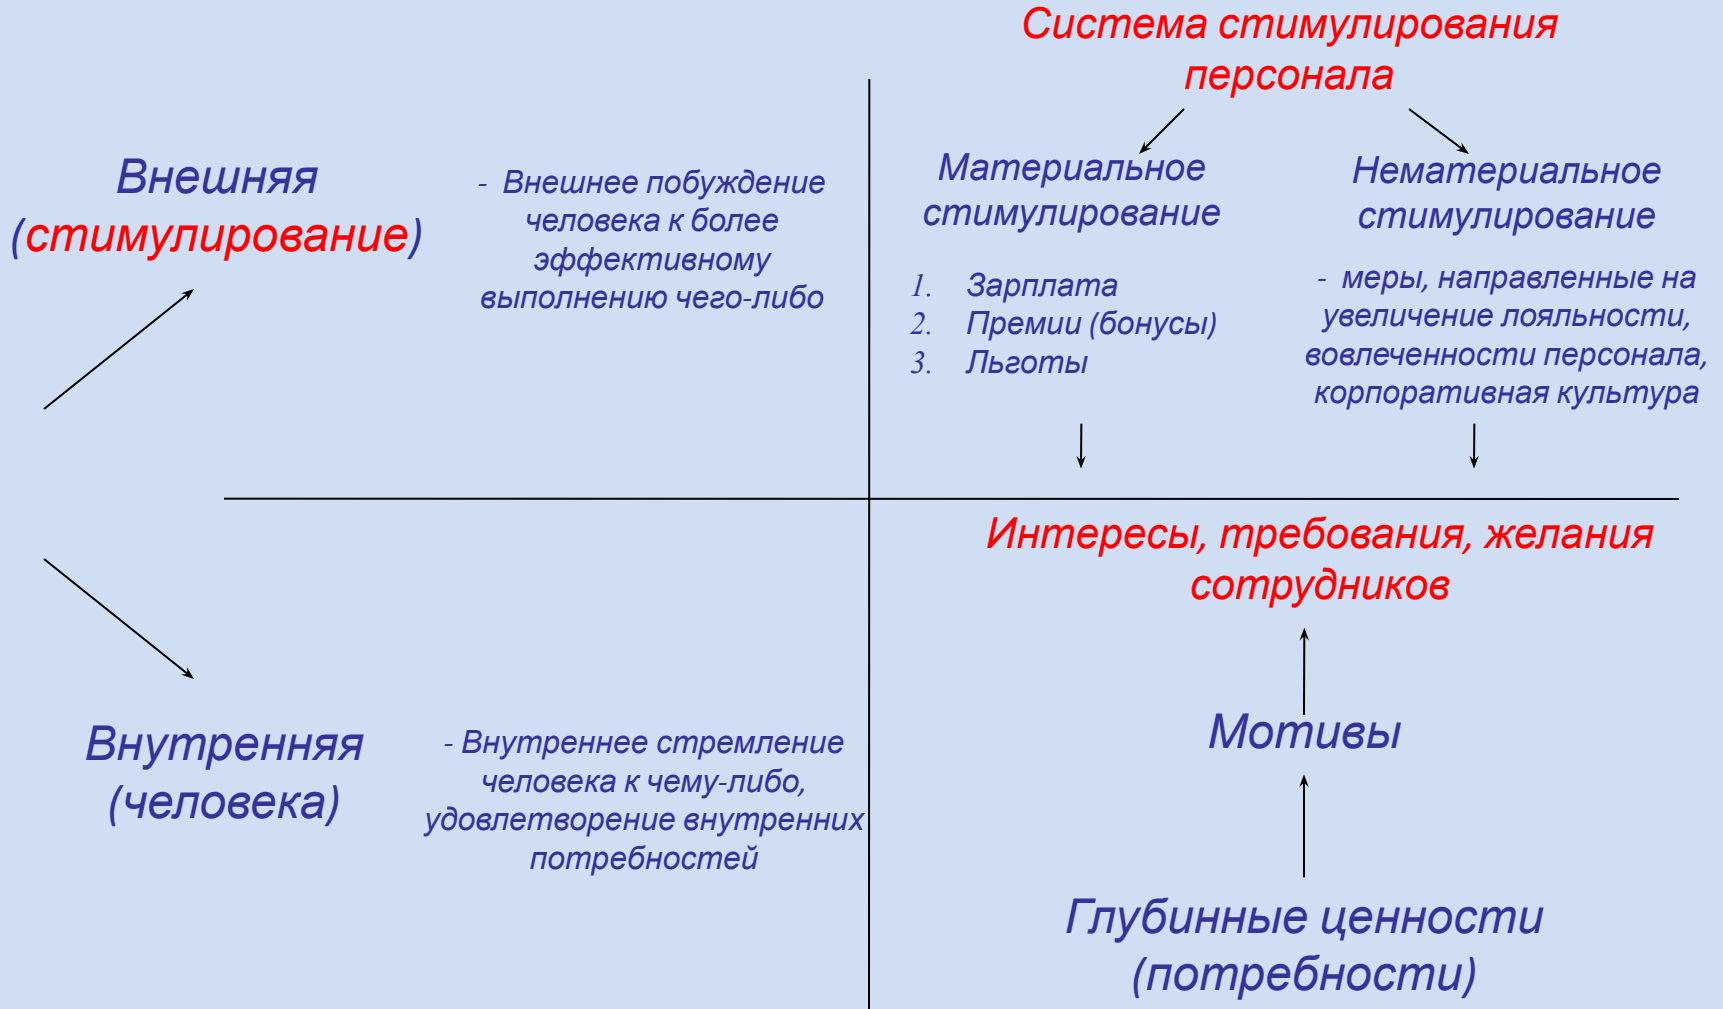 Система стимулирования
персонала
Внешняя
(стимулирование)
- Внешнее побуждение
человека к более
эффективному
выполнению чего-либо
Материальное
стимулирование
1. Зарплата
2. Премии (бонусы)
3. Льготы
Нематериальное
стимулирование
- меры, направленные на
увеличение лояльности,
вовлеченности персонала,
корпоративная культура
Интересы, требования, желания
сотрудников
Внутренняя
(человека)
- Внутреннее стремление
человека к чему-либо,
удовлетворение внутренних
потребностей
Мотивы
Глубинные ценности
(потребности)